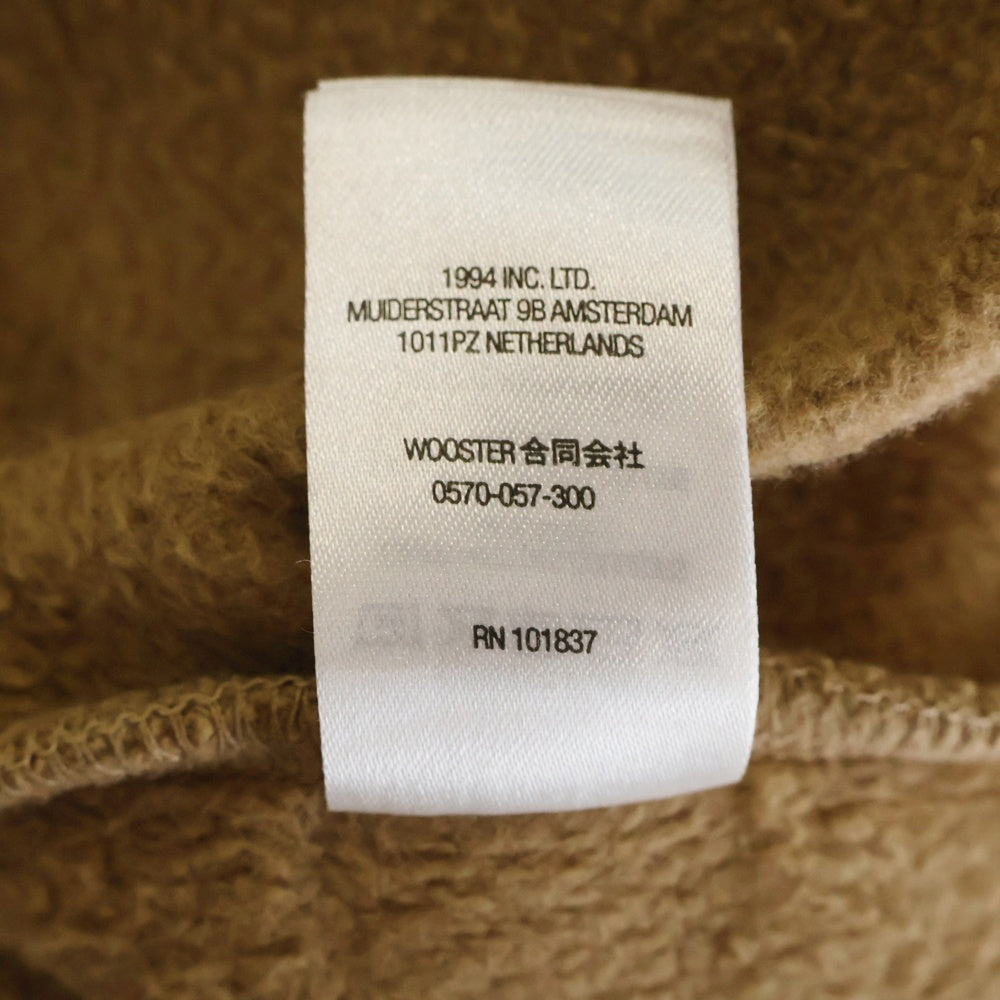 1994 INC. LTD.
MUIDERSTRAAT 9B AMSTERDAM
1011PZ NETHERLANDS
WOOSTER 合同会社
0570-057-300
RN 101837